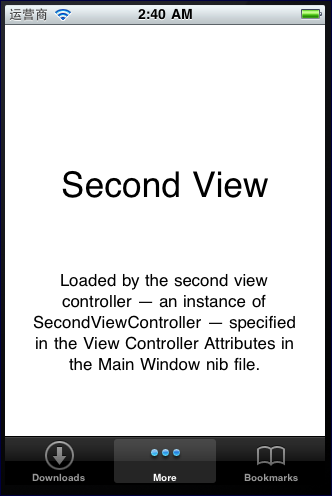 运营商 2:40 AM
Second View
Loaded by the second view
controller — an instance of
SecondViewController — specified
in the View Controller Attributes in
the Main Window nib file.
Downloads More Bookmarks